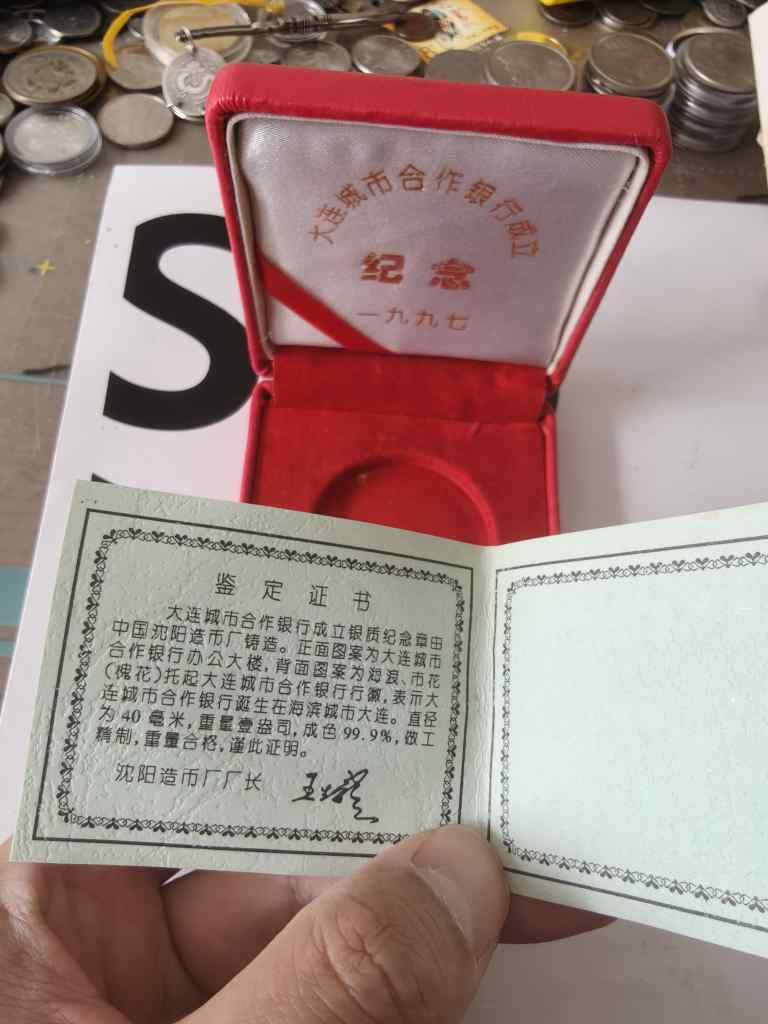 大连城市合作银行成立
纪念
一九九七
S
鉴定证书
大连城市合作银行成立银质纪念章由
中国沈阳造币厂铸造。正面图案为大连城市
合作银行办公大楼,背面图案为海浪、市花
(槐花)托起大连城市合作银行行徽,表示大
连城市合作银行诞生在海滨城市大连。直径
为40毫米,重量壹盎司,成色99.9%,做工
精制,重量合格,谨此证明。
沈阳造币厂厂长